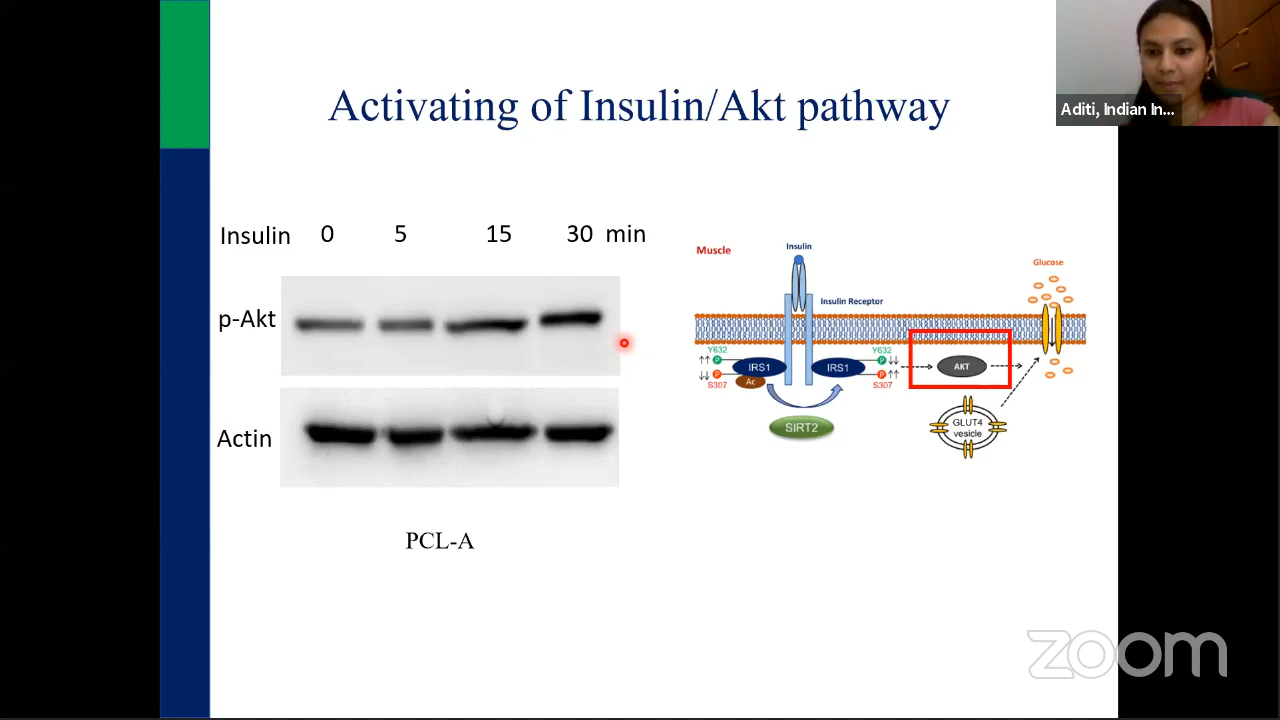 Activating of Insulin/Akt pathway
Aditi, Indian In...
Insulin 0 5 15 30 min
p-Akt
Actin
PCL-A
Muscle
Insulin
Glucose
Insulin Receptor
Y632 Y632
↑↑ P IRS1 IRS1 P ↓↓ AKT
↓↓ P Ac P ↑↑
S307 S307
SIRT2
GLUT4
vesicle
zoom